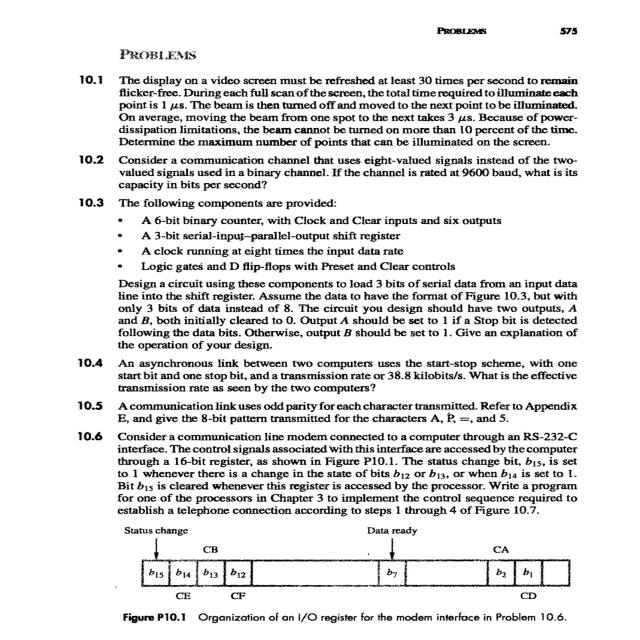 PROBLEMS 575
PROBLEMS
10.1 The display on a video screen must be refreshed at least 30 times per second to remain
flicker-free. During each full scan of the screen, the total time required to illuminate each
point is 1 μs. The beam is then turned off and moved to the next point to be illuminated.
On average, moving the beam from one spot to the next takes 3 μs. Because of power-
dissipation limitations, the beam cannot be turned on more than 10 percent of the time.
Determine the maximum number of points that can be illuminated on the screen.
10.2 Consider a communication channel that uses eight-valued signals instead of the two-
valued signals used in a binary channel. If the channel is rated at 9600 baud, what is its
capacity in bits per second?
10.3 The following components are provided:
• A 6-bit binary counter, with Clock and Clear inputs and six outputs
• A 3-bit serial-input–parallel-output shift register
• A clock running at eight times the input data rate
• Logic gates and D flip-flops with Preset and Clear controls
Design a circuit using these components to load 3 bits of serial data from an input data
line into the shift register. Assume the data to have the format of Figure 10.3, but with
only 3 bits of data instead of 8. The circuit you design should have two outputs, A
and B, both initially cleared to 0. Output A should be set to 1 if a Stop bit is detected
following the data bits. Otherwise, output B should be set to 1. Give an explanation of
the operation of your design.
10.4 An asynchronous link between two computers uses the start-stop scheme, with one
start bit and one stop bit, and a transmission rate or 38.8 kilobits/s. What is the effective
transmission rate as seen by the two computers?
10.5 A communication link uses odd parity for each character transmitted. Refer to Appendix
E, and give the 8-bit pattern transmitted for the characters A, P, =, and 5.
10.6 Consider a communication line modem connected to a computer through an RS-232-C
interface. The control signals associated with this interface are accessed by the computer
through a 16-bit register, as shown in Figure P10.1. The status change bit, b15, is set
to 1 whenever there is a change in the state of bits b12 or b13, or when b14 is set to 1.
Bit b15 is cleared whenever this register is accessed by the processor. Write a program
for one of the processors in Chapter 3 to implement the control sequence required to
establish a telephone connection according to steps 1 through 4 of Figure 10.7.
Status change Data ready
CB CA
b15 b14 b13 b12 b7 b2 b1
CE CF CD
Figure P10.1 Organization of an I/O register for the modem interface in Problem 10.6.